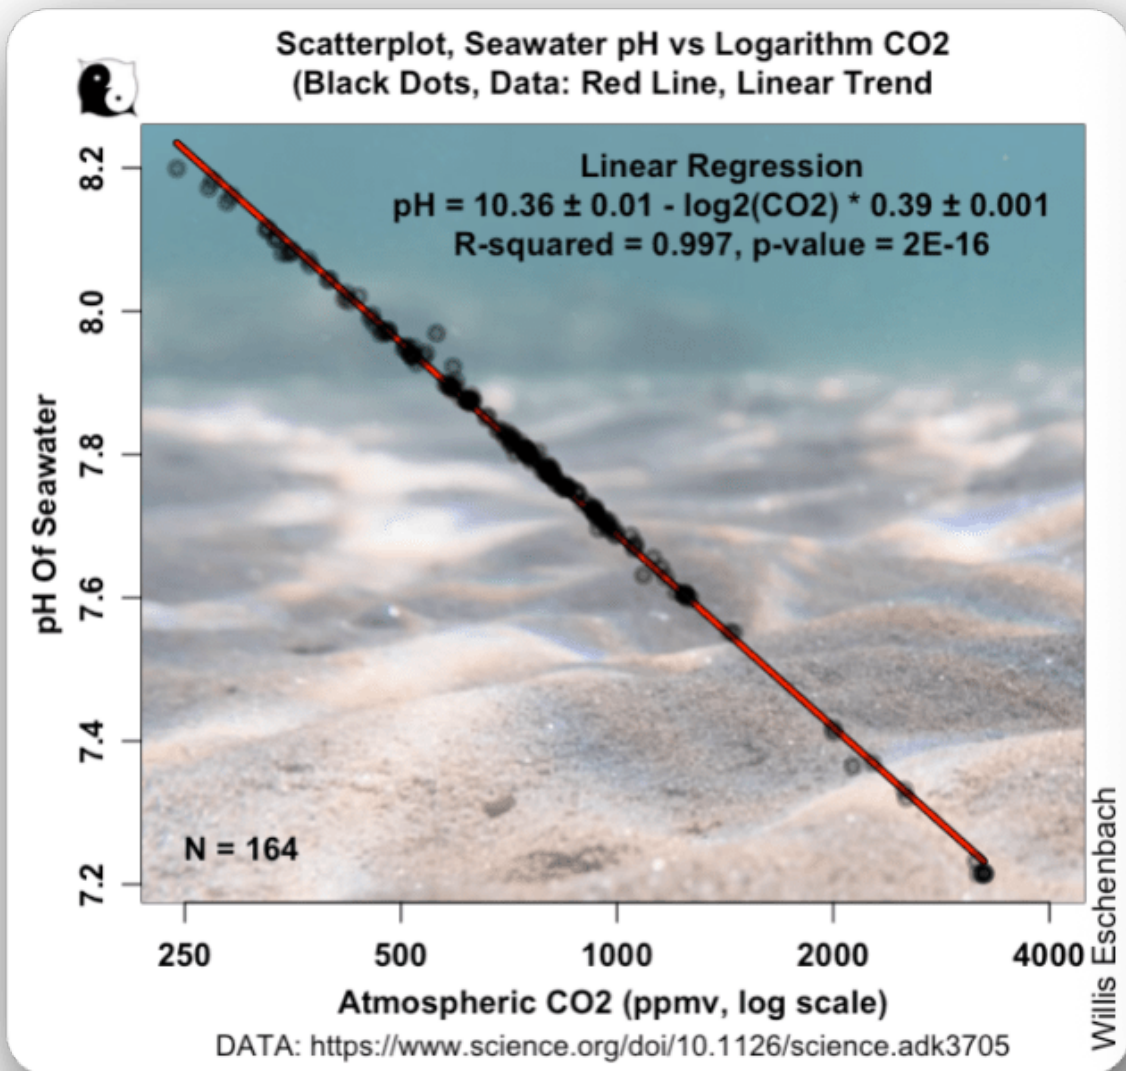 Scatterplot, Seawater pH vs Logarithm CO2
(Black Dots, Data: Red Line, Linear Trend
Linear Regression
pH = 10.36 ± 0.01 - log2(CO2) * 0.39 ± 0.001
R-squared = 0.997, p-value = 2E-16
8.2
8.0
7.8
7.6
7.4
7.2
pH Of Seawater
N = 164
250 500 1000 2000 4000
Atmospheric CO2 (ppmv, log scale)
DATA: https://www.science.org/doi/10.1126/science.adk3705
Willis Eschenbach